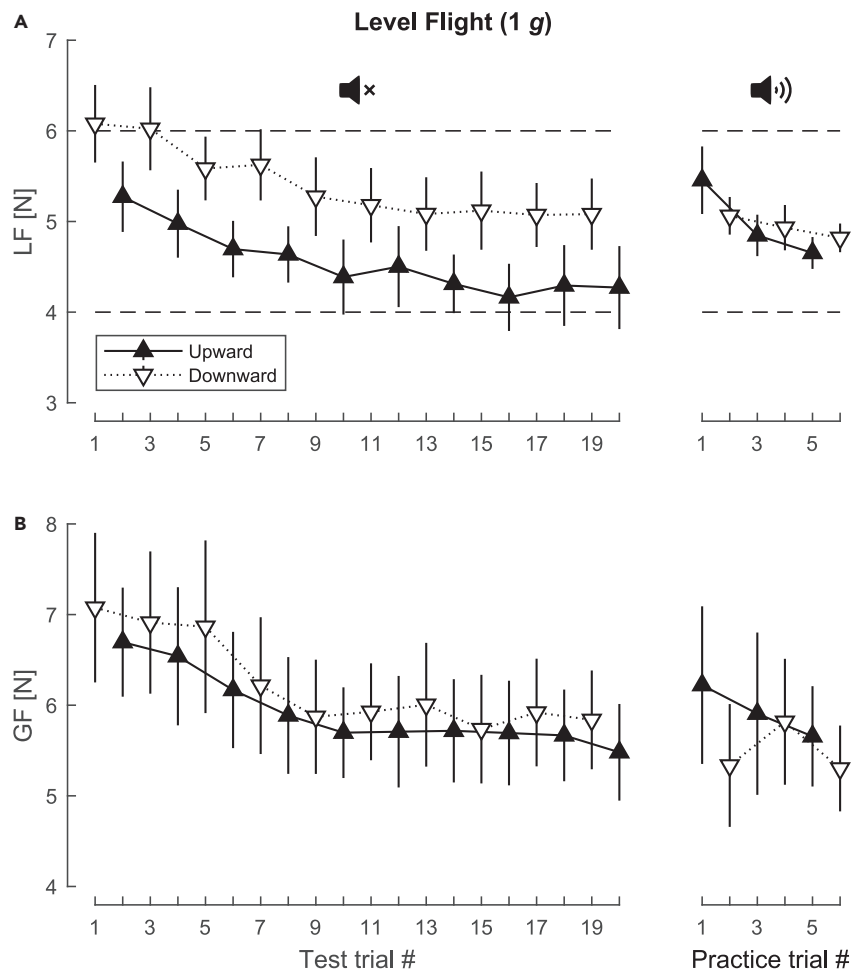 A
Level Flight (1 g)
7
6
5
4
3
LF [N]
Upward
Downward
1 3 5 7 9 11 13 15 17 19
1 3 5
B
8
7
6
5
4
GF [N]
1 3 5 7 9 11 13 15 17 19
1 3 5
Test trial #
Practice trial #